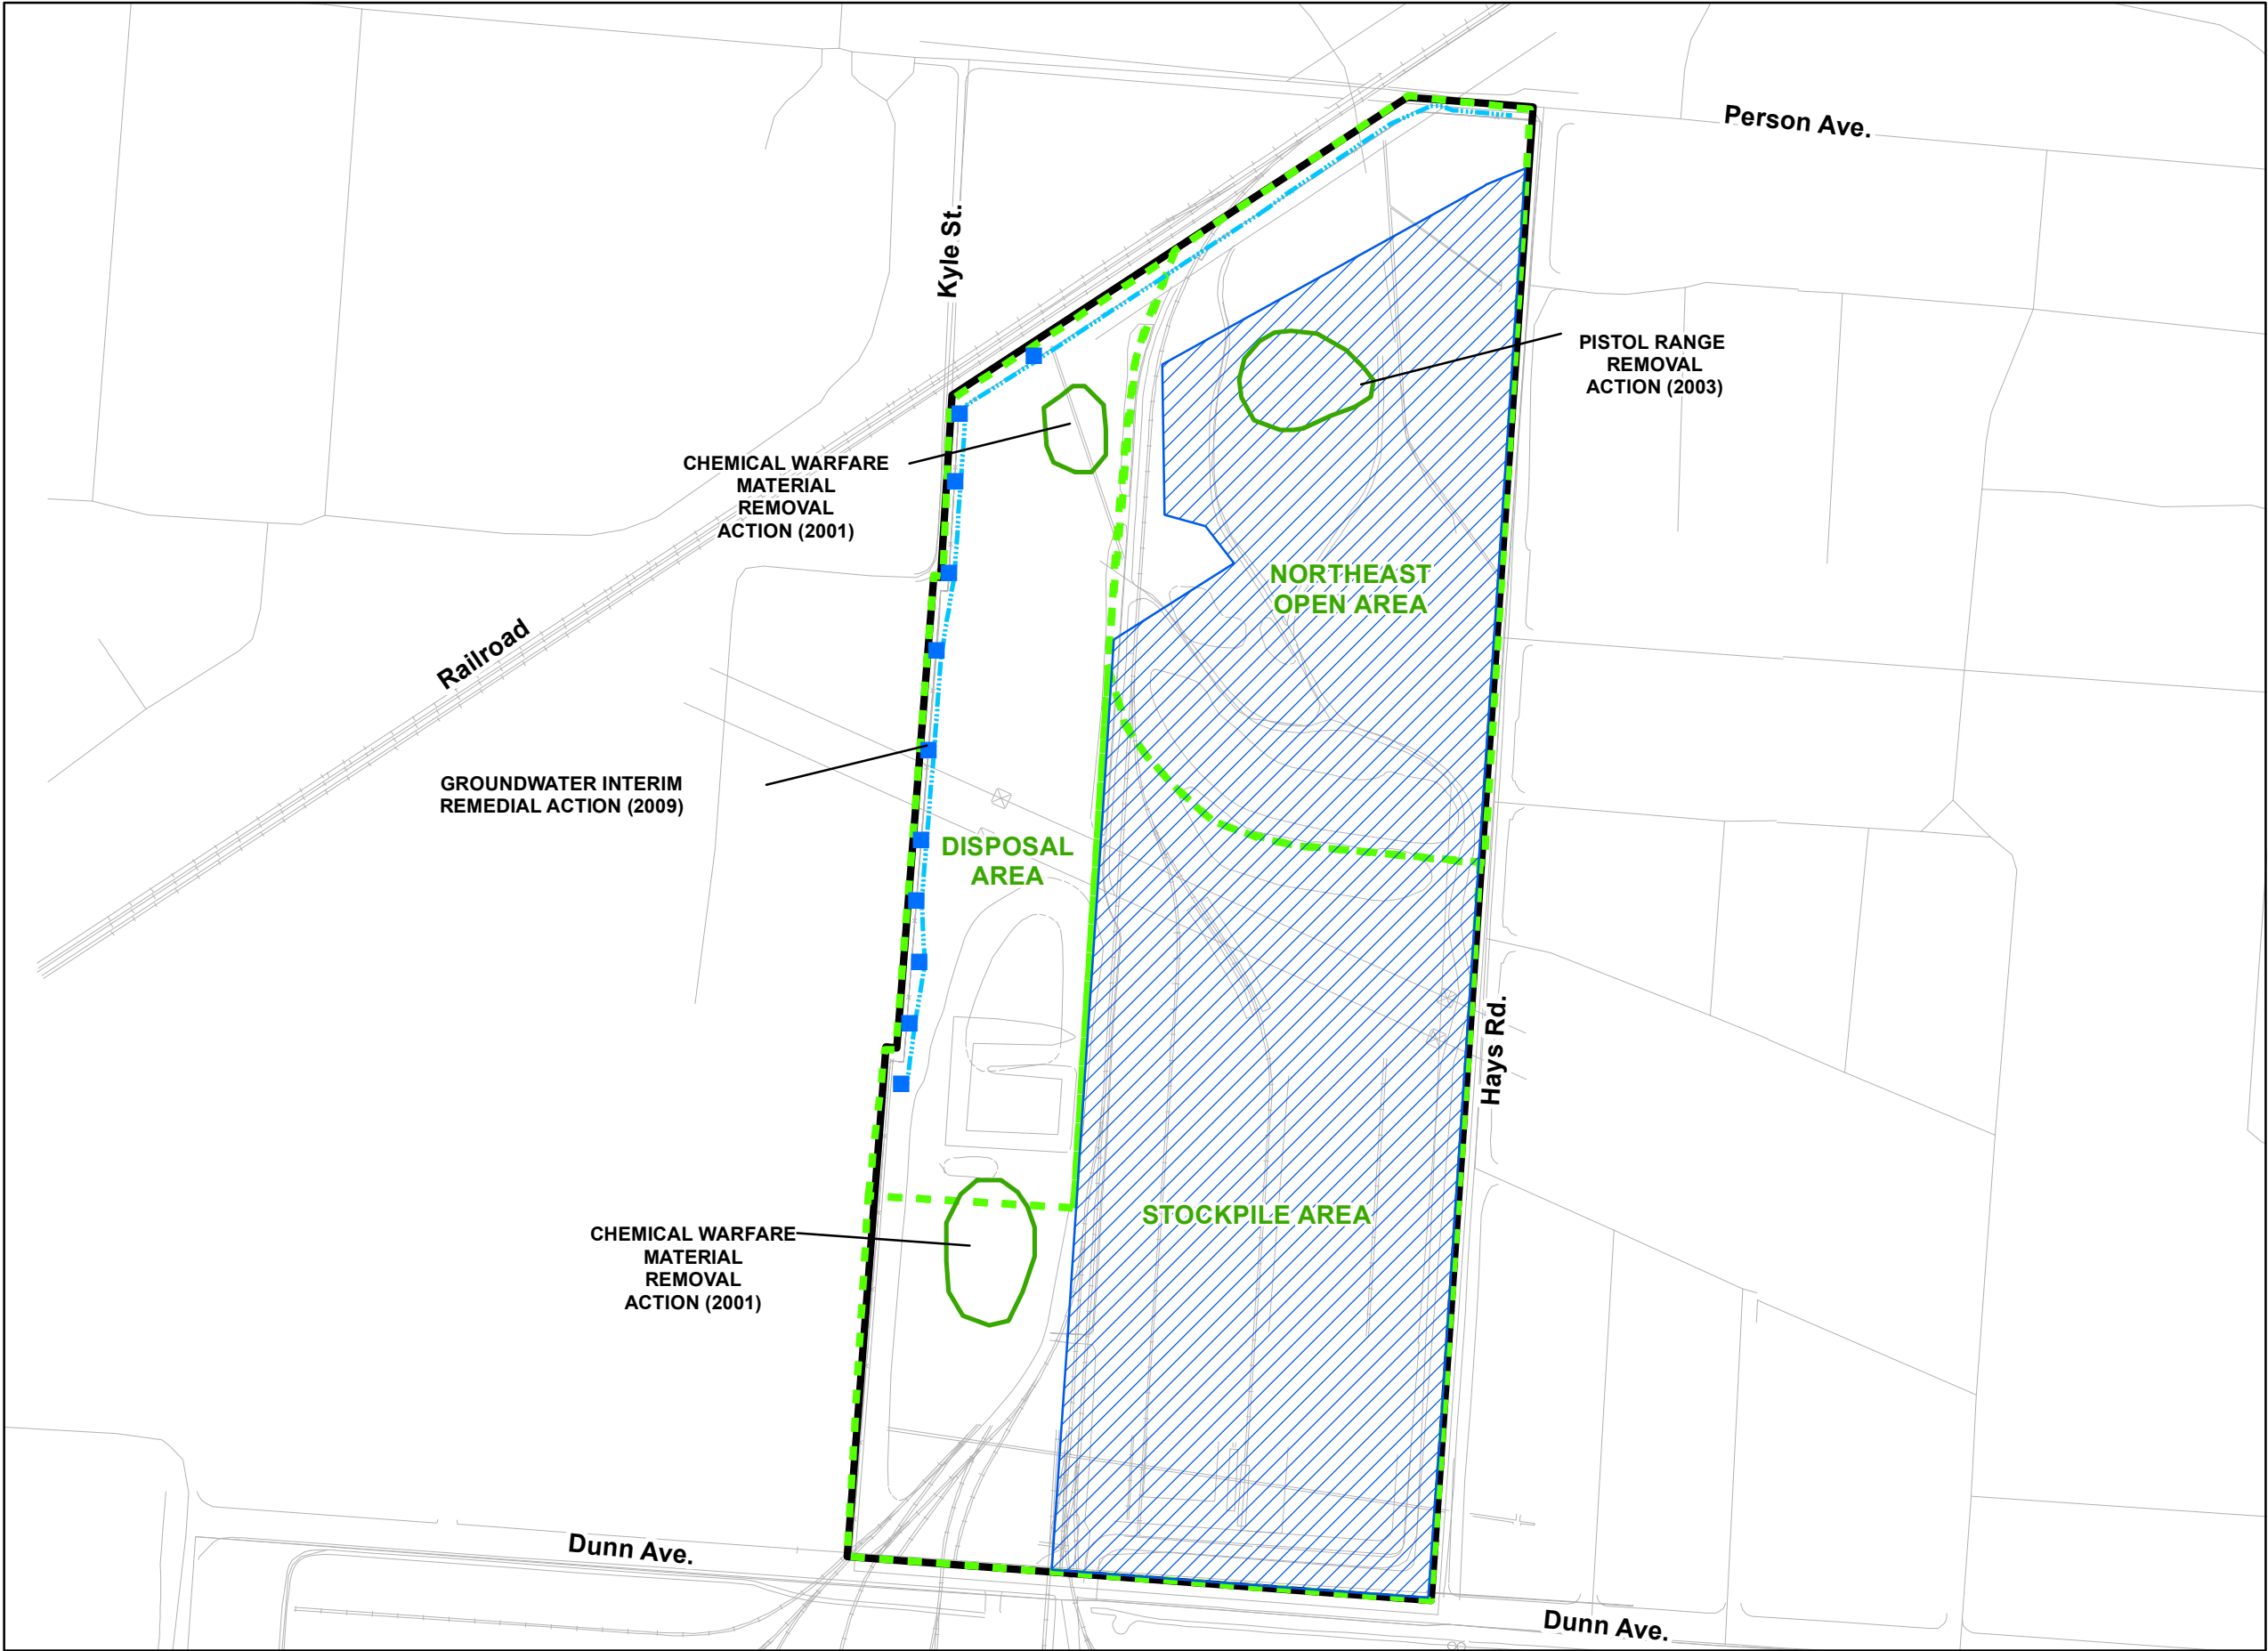 Person Ave.
Kyle St.
PISTOL RANGE
REMOVAL
ACTION (2003)
CHEMICAL WARFARE
MATERIAL
REMOVAL
ACTION (2001)
NORTHEAST
OPEN AREA
Railroad
GROUNDWATER INTERIM
REMEDIAL ACTION (2009)
DISPOSAL
AREA
Hays Rd.
STOCKPILE AREA
CHEMICAL WARFARE
MATERIAL
REMOVAL
ACTION (2001)
Dunn Ave.
Dunn Ave.